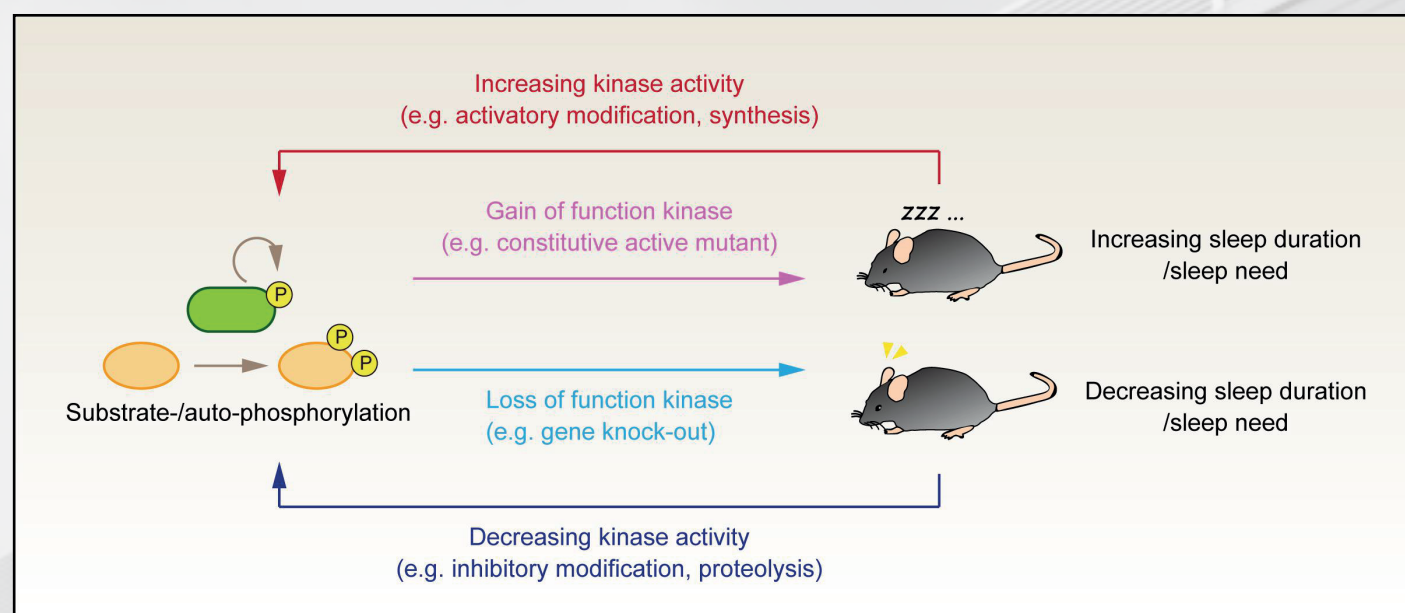 Increasing kinase activity
(e.g. activatory modification, synthesis)
Gain of function kinase
(e.g. constitutive active mutant)
zzz ...
Increasing sleep duration
/sleep need
P
P
P
Substrate-/auto-phosphorylation
Loss of function kinase
(e.g. gene knock-out)
Decreasing sleep duration
/sleep need
Decreasing kinase activity
(e.g. inhibitory modification, proteolysis)